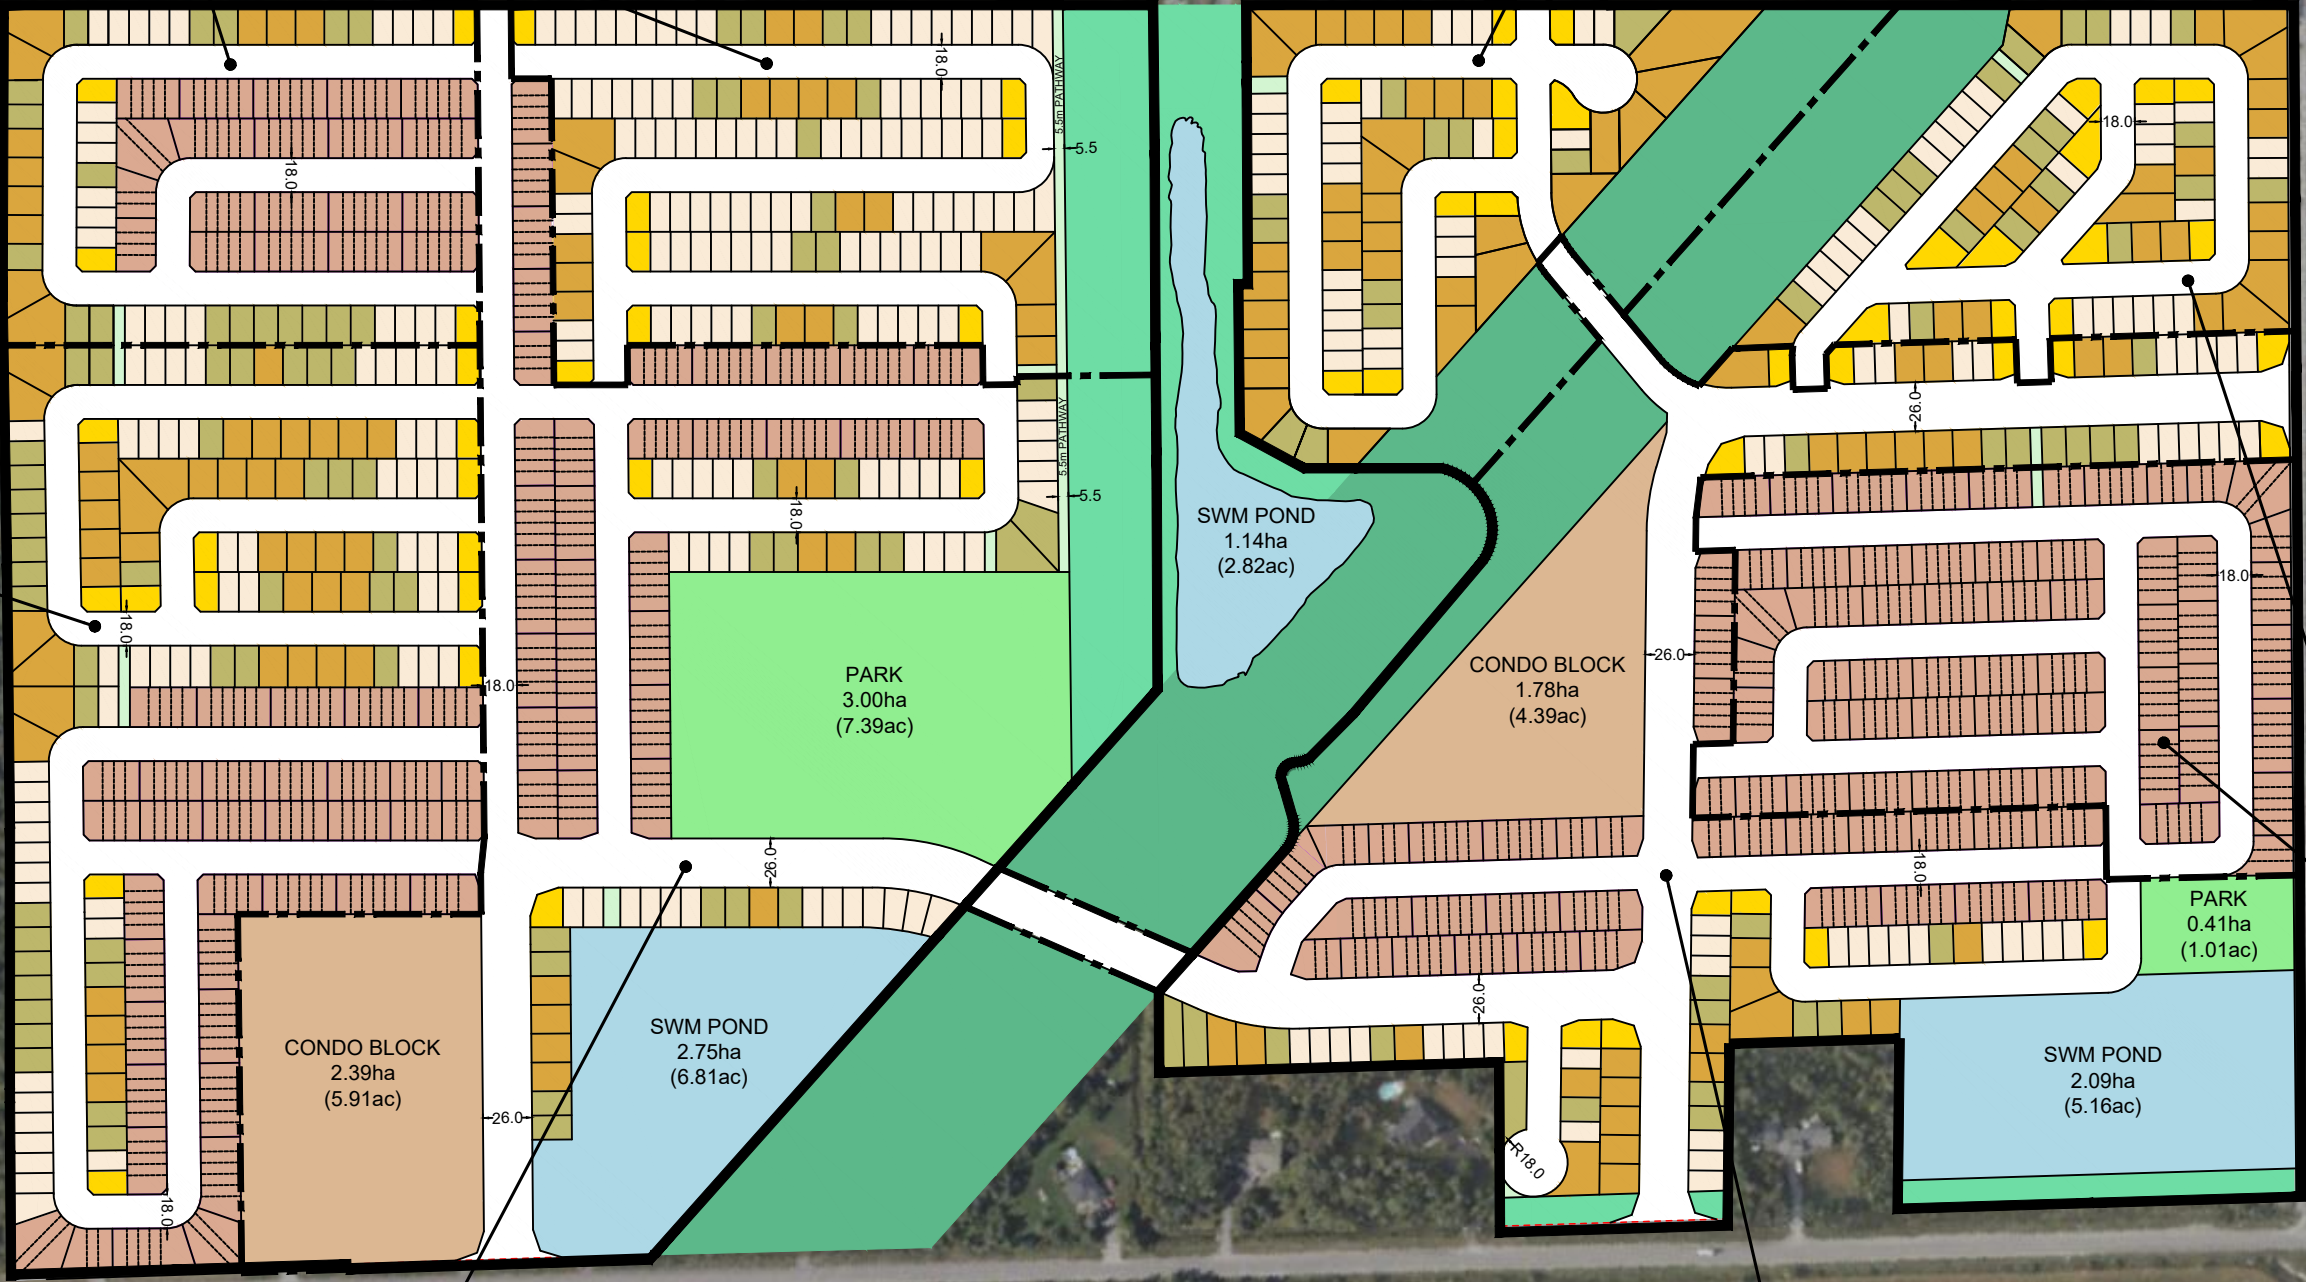 18.0
5.5m PATHWAY
18.0
5.5
18.0
26.0
5.5m PATHWAY
5.5
18.0
SWM POND
1.14ha
(2.82ac)
18.0
18.0
PARK
3.00ha
(7.39ac)
18.0
CONDO BLOCK
1.78ha
(4.39ac)
26.0
26.0
18.0
PARK
0.41ha
(1.01ac)
26.0
SWM POND
2.75ha
(6.81ac)
CONDO BLOCK
2.39ha
(5.91ac)
26.0
SWM POND
2.09ha
(5.16ac)
R18.0
18.0